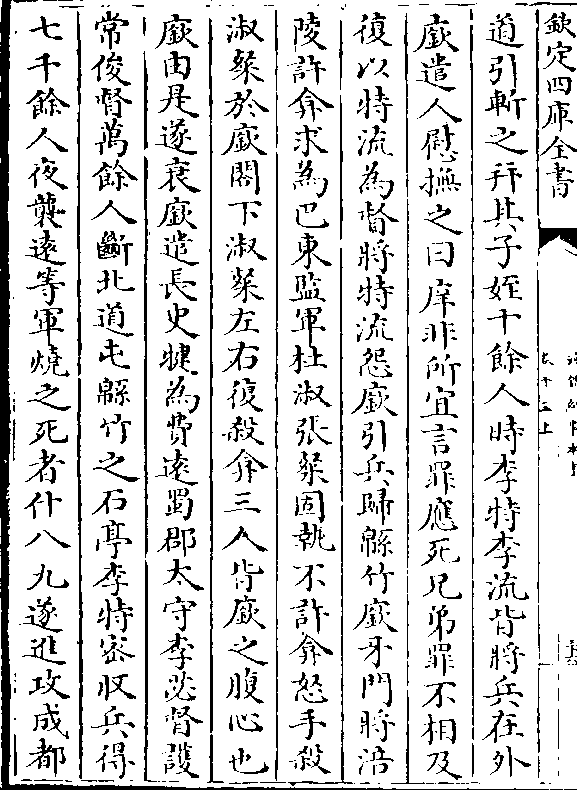 欽定四庫全書
道引斬之并其子姪十餘人時李特李流皆將兵在外
廞遣人慰撫之曰庠非所宜言罪應死兄弟罪不相及
復以特流為督將特流怨廞引兵歸緜竹廞牙門將涪
陵許弇求為巴東監軍杜淑張粲固執不許弇怒手殺
淑粲於廞閤下淑粲左右復殺弇三人皆廞之腹心也
廞由是遂衰廞遣長史犍為費遠蜀郡太守李苾督護
常俊督萬餘人斷北道屯緜竹之石亭李特密收兵得
七千餘人夜襲遠等軍燒之死者什八九遂進攻成都